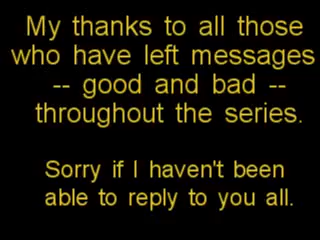 My thanks to all those
who have left messages
-- good and bad --
throughout the series.
Sorry if I haven't been
able to reply to you all.